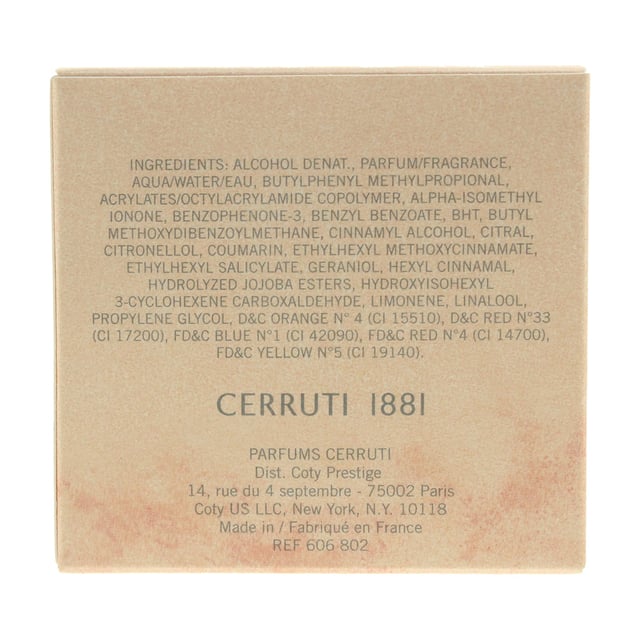 INGREDIENTS: ALCOHOL DENAT., PARFUM/FRAGRANCE,
AQUA/WATER/EAU, BUTYLPHENYL METHYLPROPIONAL,
ACRYLATES/OCTYLACRYLAMIDE COPOLYMER, ALPHA-ISOMETHYL
IONONE, BENZOPHENONE-3, BENZYL BENZOATE, BHT, BUTYL
METHOXYDIBENZOYLMETHANE, CINNAMYL ALCOHOL, CITRAL,
CITRONELLOL, COUMARIN, ETHYLHEXYL METHOXYCINNAMATE,
ETHYLHEXYL SALICYLATE, GERANIOL, HEXYL CINNAMAL,
HYDROLYZED JOJOBA ESTERS, HYDROXYISOHEXYL
3-CYCLOHEXENE CARBOXALDEHYDE, LIMONENE, LINALOOL,
PROPYLENE GLYCOL, D&C ORANGE N° 4 (CI 15510), D&C RED N°33
(CI 17200), FD&C BLUE N°1 (CI 42090), FD&C RED N°4 (CI 14700),
FD&C YELLOW N°5 (CI 19140).
CERRUTI 1881
PARFUMS CERRUTI
Dist. Coty Prestige
14, rue du 4 septembre - 75002 Paris
Coty US LLC, New York, N.Y. 10118
Made in / Fabriqué en France
REF 606 802